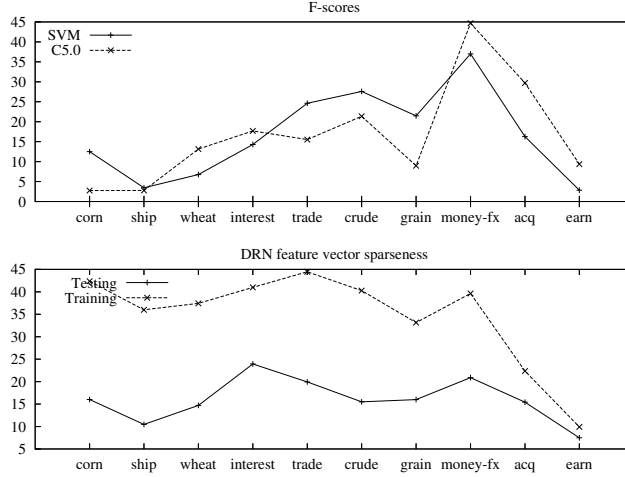 F-scores
45
40
35
30
25
20
15
10
5
0
SVM
C5.0
corn ship wheat interest trade crude grain money-fx acq earn
DRN feature vector sparseness
45
40
35
30
25
20
15
10
5
Testing
Training
corn ship wheat interest trade crude grain money-fx acq earn